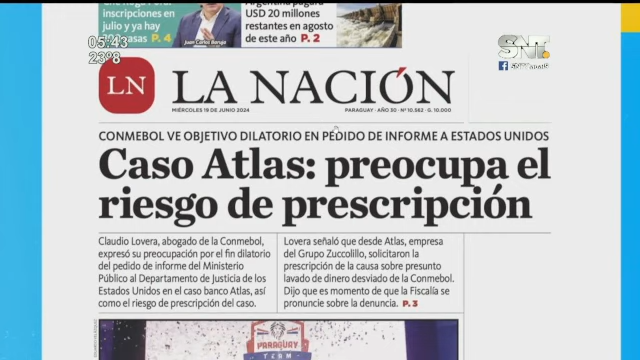 inscripciones en
julio y ya hay
P. 4
Juan Carlos Baruja
Argentina pagará
USD 20 millones
restantes en agosto
de este año P. 2
05:43
23º8
SNT
LN
LA NACIÓN
MIÉRCOLES 19 DE JUNIO 2024
PARAGUAY - AÑO 30 - Nº 10.582 - G. 10.000
CONMEBOL VE OBJETIVO DILATORIO EN PEDIDO DE INFORME A ESTADOS UNIDOS
Caso Atlas: preocupa el
riesgo de prescripción
Claudio Lovera, abogado de la Conmebol,
expresó su preocupación por el fin dilatorio
del pedido de informe del Ministerio
Público al Departamento de Justicia de los
Estados Unidos en el caso banco Atlas, así
como el riesgo de prescripción del caso.
Lovera señaló que desde Atlas, empresa
del Grupo Zuccolillo, solicitaron la
prescripción de la causa sobre presunto
lavado de dinero desviado de la Conmebol.
Dijo que es momento de que la Fiscalía se
pronuncie sobre la denuncia. P. 3
PARAGUAY